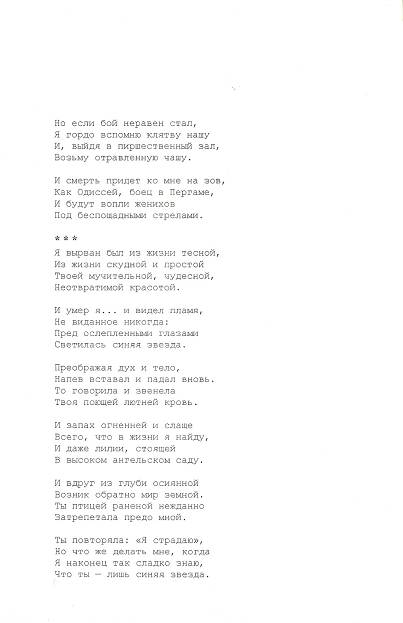 Но если бой неравен стал,
Я гордо вспомню клятву нашу
И, выйдя в пиршественный зал,
Возьму отравленную чашу.
И смерть придет ко мне на зов,
Как Одиссей, боец в Пергаме,
И будут вопли женихов
Под беспощадными стрелами.
***
Я вырван был из жизни тесной,
Из жизни скудной и простой
Твоей мучительной, чудесной,
Неотвратимой красотой.
И умер я... и видел пламя,
Не виданное никогда:
Пред ослепленными глазами
Светилась синяя звезда.
Преображая дух и тело,
Напев вставал и падал вновь.
То говорила и звенела
Твоя поющей лютней кровь.
И запах огненней и слаще
Всего, что в жизни я найду,
И даже лилии, стоящей
В высоком ангельском саду.
И вдруг из глуби осиянной
Возник обратно мир земной.
Ты птицей раненой нежданно
Затрепетала предо мной.
Ты повторяла: «Я страдаю»,
Но что же делать мне, когда
Я наконец так сладко знаю,
Что ты — лишь синяя звезда.